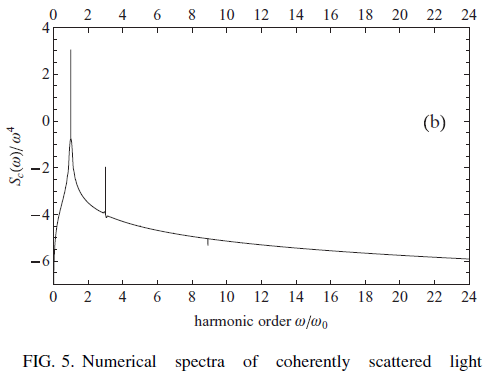 0 2 4 6 8 10 12 14 16 18 20 22 24
4
2
0
−2
−4
−6
(b)
S_c(ω)/ω^4
0 2 4 6 8 10 12 14 16 18 20 22 24
harmonic order ω/ω_0
FIG. 5. Numerical spectra of coherently scattered light